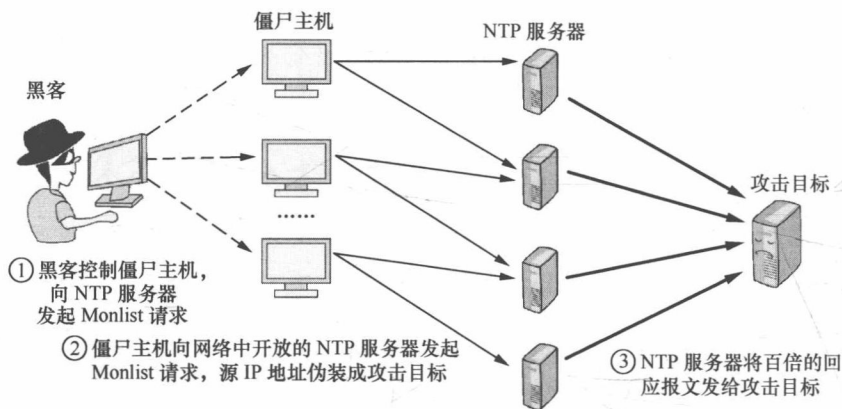 僵尸主机
NTP 服务器
黑客
攻击目标
……
① 黑客控制僵尸主机，
向 NTP 服务器
发起 Monlist 请求
② 僵尸主机向网络中开放的 NTP 服务器发起
Monlist 请求，源 IP 地址伪装成攻击目标
③ NTP 服务器将百倍的回
应报文发给攻击目标